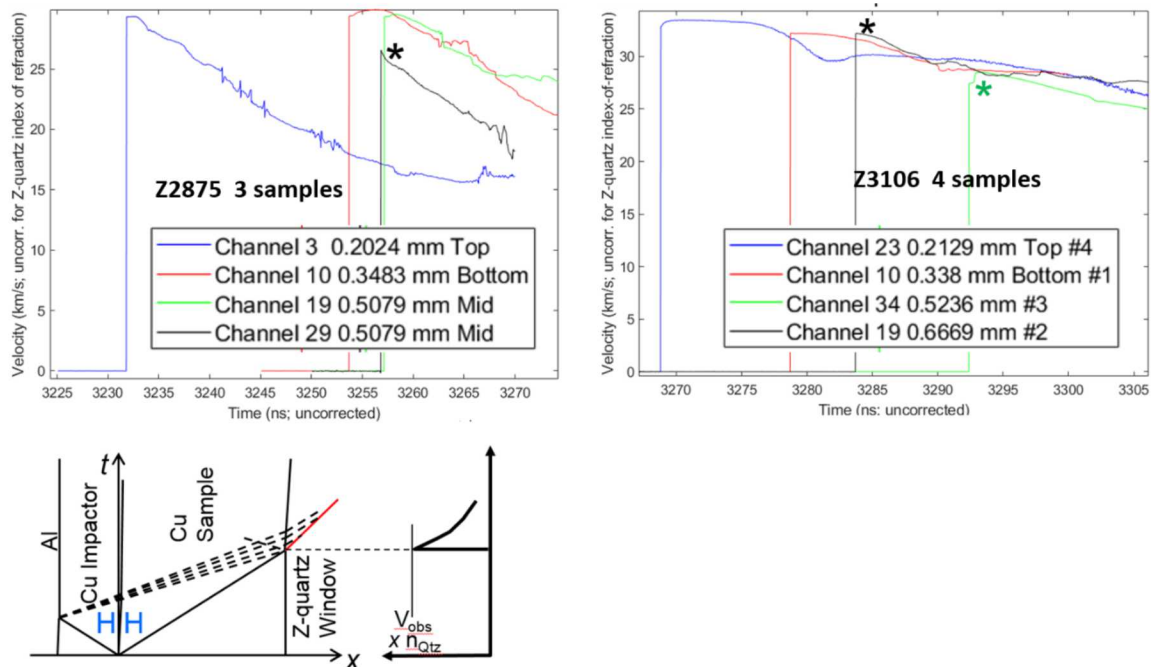 Velocity (km/s; uncorr. for Z-quartz index of refraction)
25
20
15
10
5
0
*
Z2875 3 samples
Channel 3 0.2024 mm Top
Channel 10 0.3483 mm Bottom
Channel 19 0.5079 mm Mid
Channel 29 0.5079 mm Mid
3225 3230 3235 3240 3245 3250 3255 3260 3265 3270
Time (ns; uncorrected)
Velocity (km/s; uncorr. for Z-quartz index-of-refraction)
30
25
20
15
10
5
0
*
*
Z3106 4 samples
Channel 23 0.2129 mm Top #4
Channel 10 0.338 mm Bottom #1
Channel 34 0.5236 mm #3
Channel 19 0.6669 mm #2
3270 3275 3280 3285 3290 3295 3300 3305
Time (ns: uncorrected)
Al
Cu Impactor
t
Cu
Sample
Z-quartz
Window
H H
x
Vobs
x nQtz